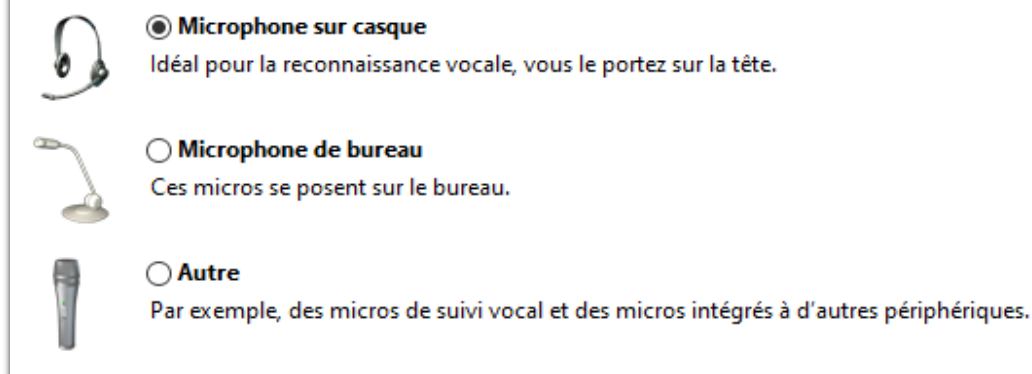 Microphone sur casque
Idéal pour la reconnaissance vocale, vous le portez sur la tête.
Microphone de bureau
Ces micros se posent sur le bureau.
Autre
Par exemple, des micros de suivi vocal et des micros intégrés à d'autres périphériques.